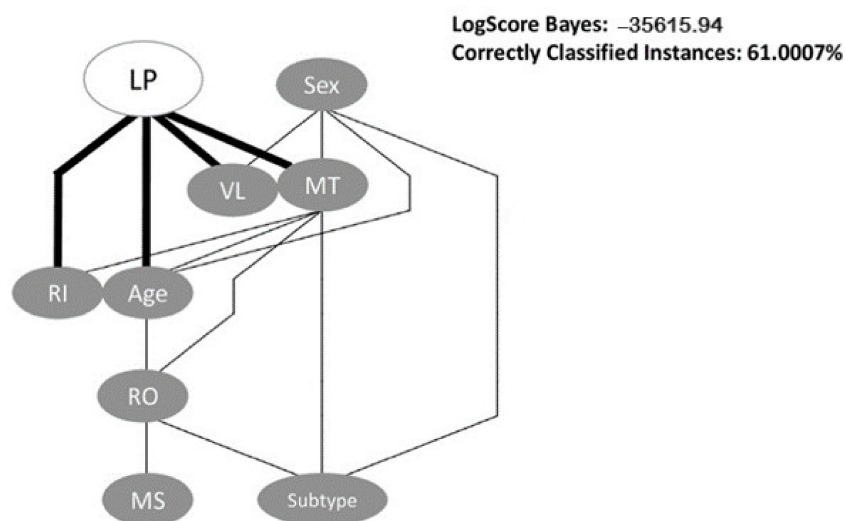 LogScore Bayes: −35615.94
Correctly Classified Instances: 61.0007%
LP
Sex
VL
MT
RI
Age
RO
MS
Subtype